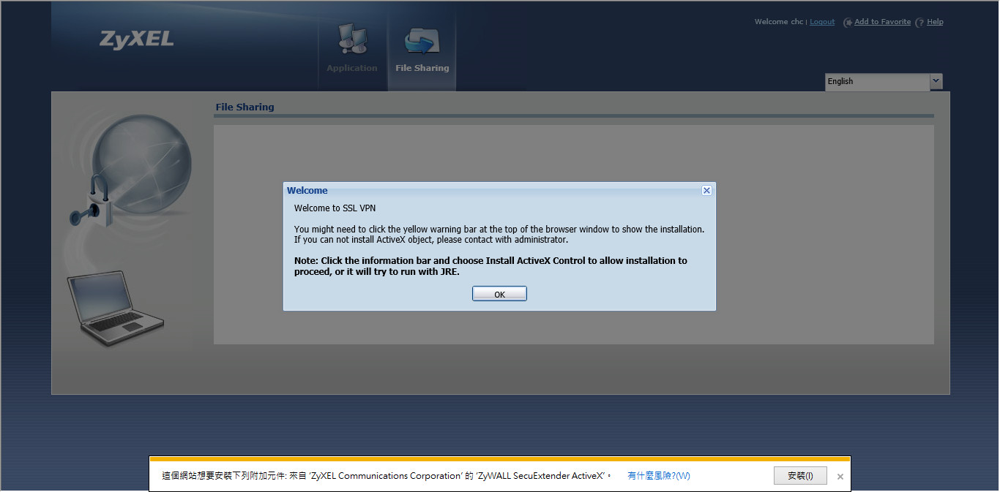 ZyXEL
Application
File Sharing
Welcome chc | Logout Add to Favorite ? Help
English
File Sharing
Welcome
Welcome to SSL VPN
You might need to click the yellow warning bar at the top of the browser window to show the installation.
If you can not install ActiveX object, please contact with administrator.
Note: Click the information bar and choose Install ActiveX Control to allow installation to
proceed, or it will try to run with JRE.
OK
這個網站想要安裝下列附加元件: 來自 'ZyXEL Communications Corporation' 的 'ZyWALL SecuExtender ActiveX'。 有什麼風險?(W) 安裝(I)